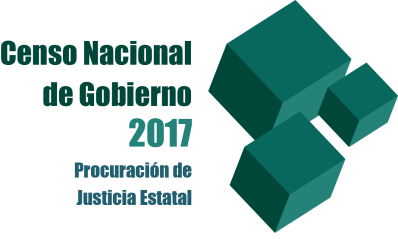 Censo Nacional
de Gobierno
2017
Procuración de
Justicia Estatal